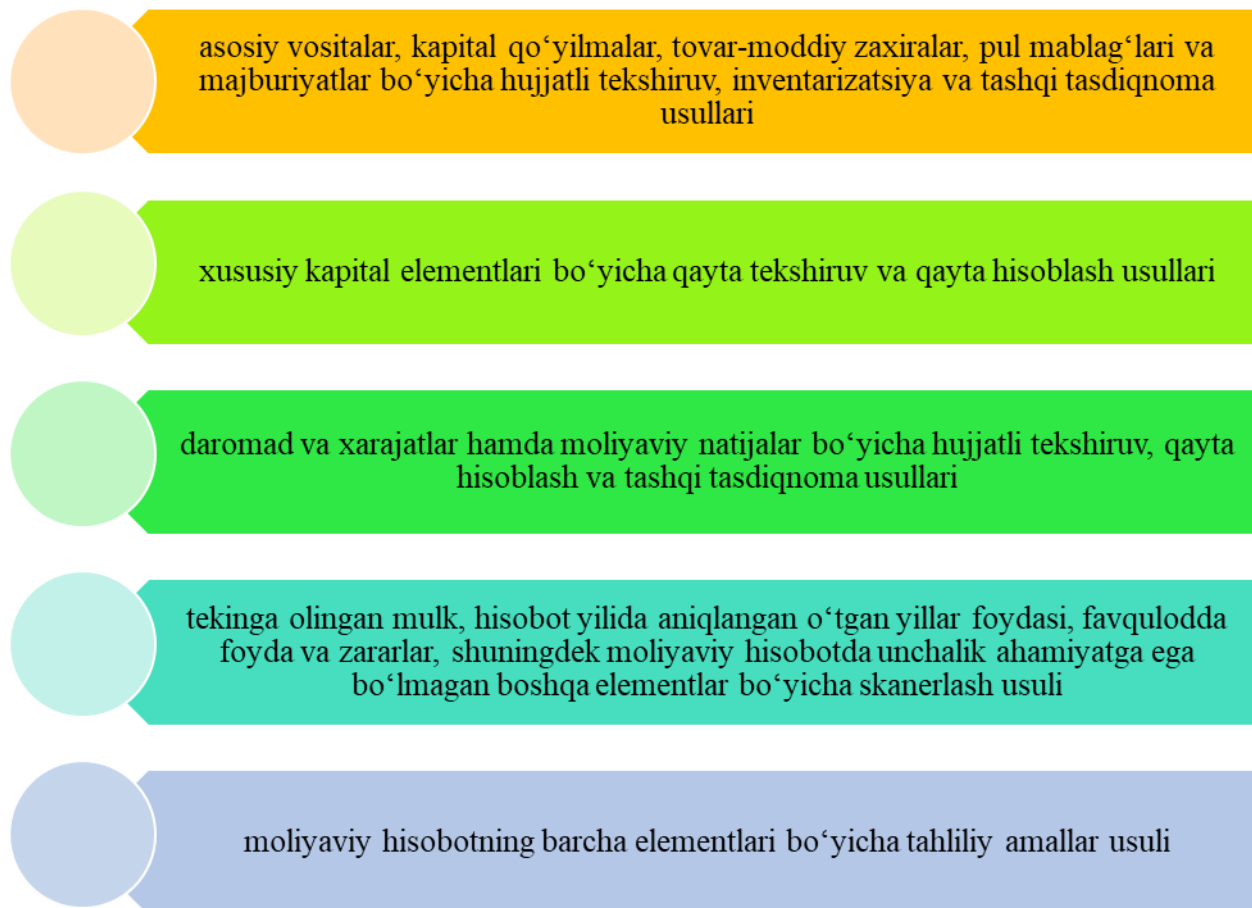 asosiy vositalar, kapital qo‘yilmalar, tovar-moddiy zaxiralar, pul mablag‘lari va
majburiyatlar bo‘yicha hujjatli tekshiruv, inventarizatsiya va tashqi tasdiqnoma
usullari
xususiy kapital elementlari bo‘yicha qayta tekshiruv va qayta hisoblash usullari
daromad va xarajatlar hamda moliyaviy natijalar bo‘yicha hujjatli tekshiruv, qayta
hisoblash va tashqi tasdiqnoma usullari
tekinga olingan mulk, hisobot yilida aniqlangan o‘tgan yillar foydasi, favqulodda
foyda va zararlar, shuningdek moliyaviy hisobotda unchalik ahamiyatga ega
bo‘lmagan boshqa elementlar bo‘yicha skanerlash usuli
moliyaviy hisobotning barcha elementlari bo‘yicha tahliliy amallar usuli